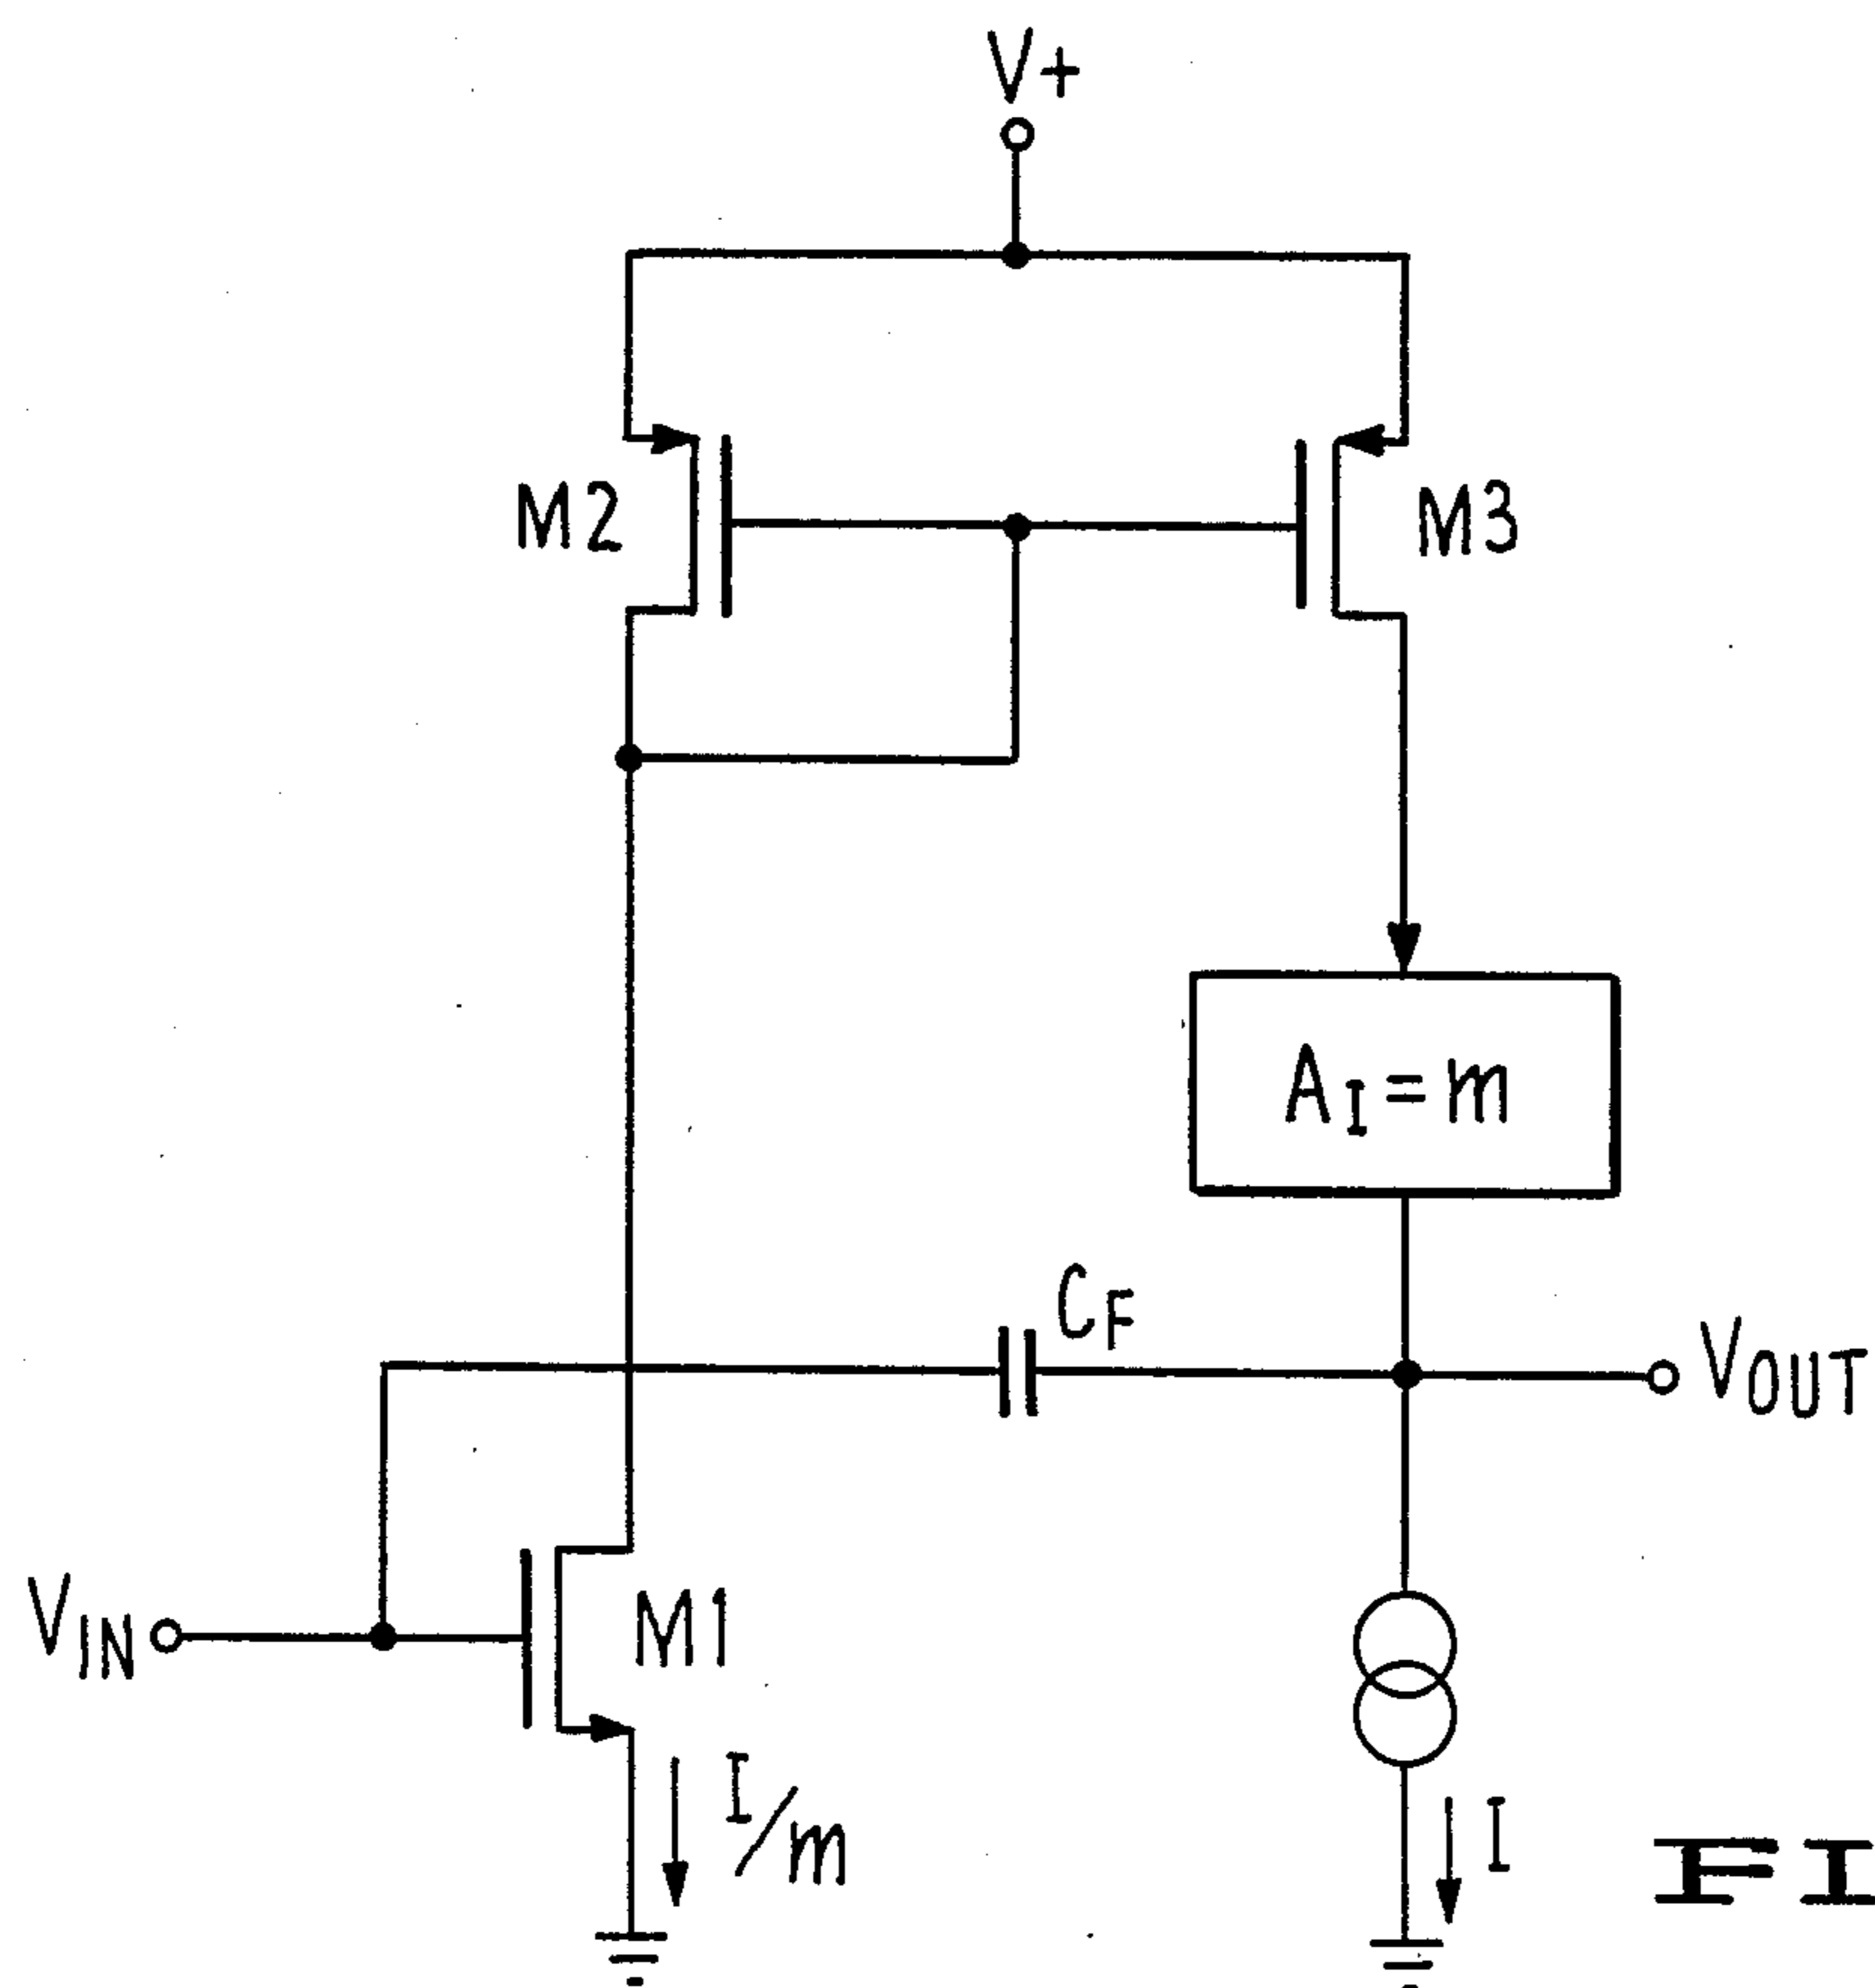 V+
M2
M3
A_I=m
C_F
V_OUT
V_IN
M1
I/m
I
FI